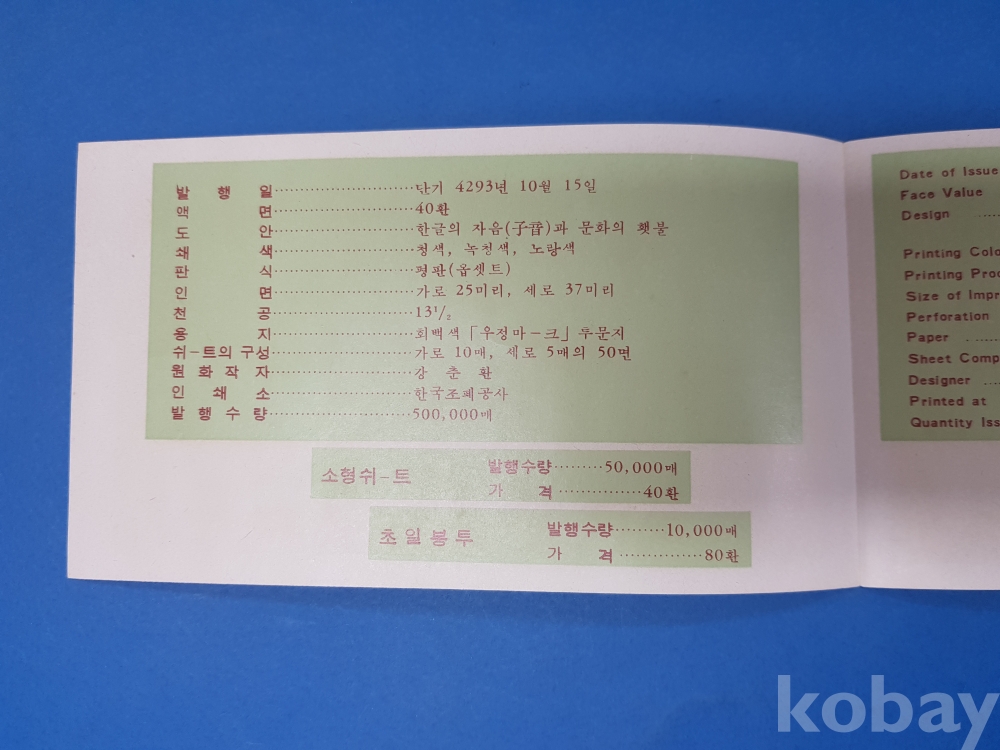 발 행 일 단기 4293년 10월 15일
액 면 40환
도 안 한글의 자음(子音)과 문화의 횃불
쇄 색 청색, 녹청색, 노랑색
판 식 평판(옵셋트)
인 면 가로 25미리, 세로 37미리
천 공 13½
용 지 회백색 「우정마-크」 투문지
쉬-트의 구성 가로 10매, 세로 5매의 50면
원 화 작 자 강 춘 환
인 쇄 소 한국조폐공사
발 행 수 량 500,000매
소형쉬-트 발행수량 50,000매
가 격 40환
초일봉투 발행수량 10,000매
가 격 80환
Date of Issue
Face Value
Design
Printing Colo
Printing Proc
Size of Impr
Perforation
Paper
Sheet Comp
Designer
Printed at
Quantity Iss
kobay